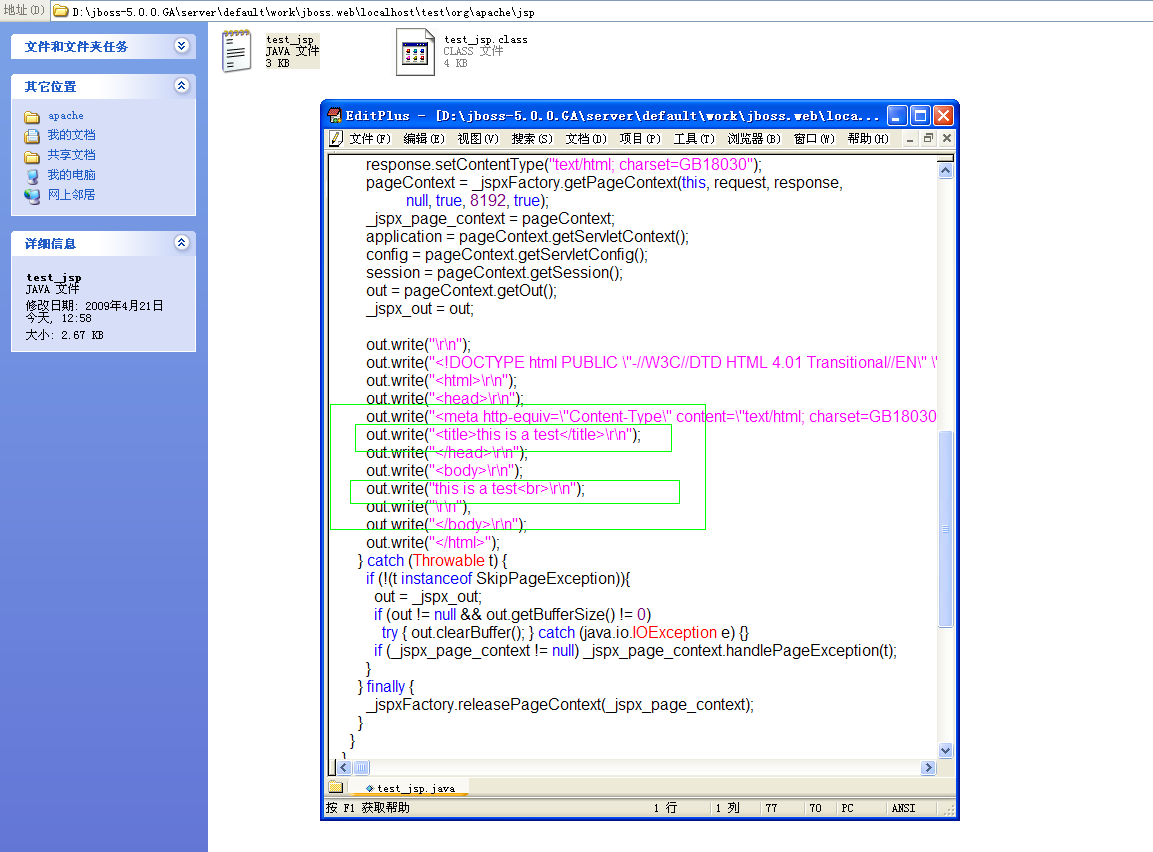 地址(D) D:\jboss-5.0.0.GA\server\default\work\jboss.web\localhost\test\org\apache\jsp
文件和文件夹任务
其它位置
apache
我的文档
共享文档
我的电脑
网上邻居
详细信息
test_jsp
JAVA 文件
修改日期: 2009年4月21日
今天, 12:58
大小: 2.67 KB
test_jsp
JAVA 文件
3 KB
test_jsp.class
CLASS 文件
4 KB
EditPlus - [D:\jboss-5.0.0.GA\server\default\work\jboss.web\loca...
文件(F) 编辑(E) 视图(V) 搜索(S) 文档(D) 项目(P) 工具(T) 浏览器(B) 窗口(W) 帮助(H)
response.setContentType("text/html; charset=GB18030");
pageContext = _jspxFactory.getPageContext(this, request, response,
null, true, 8192, true);
_jspx_page_context = pageContext;
application = pageContext.getServletContext();
config = pageContext.getServletConfig();
session = pageContext.getSession();
out = pageContext.getOut();
_jspx_out = out;
out.write("\r\n");
out.write("<!DOCTYPE html PUBLIC \"-//W3C//DTD HTML 4.01 Transitional//EN\" \"
out.write("<html>\r\n");
out.write("<head>\r\n");
out.write("<meta http-equiv=\"Content-Type\" content=\"text/html; charset=GB18030
out.write("<title>this is a test</title>\r\n");
out.write("</head>\r\n");
out.write("<body>\r\n");
out.write("this is a test<br>\r\n");
out.write("\r\n");
out.write("</body>\r\n");
out.write("</html>");
} catch (Throwable t) {
if (!(t instanceof SkipPageException)){
out = _jspx_out;
if (out != null && out.getBufferSize() != 0)
try { out.clearBuffer(); } catch (java.io.IOException e) {}
if (_jspx_page_context != null) _jspx_page_context.handlePageException(t);
}
} finally {
_jspxFactory.releasePageContext(_jspx_page_context);
}
}
}
test_jsp.java
按 F1 获取帮助 1 行 1 列 77 70 PC ANSI